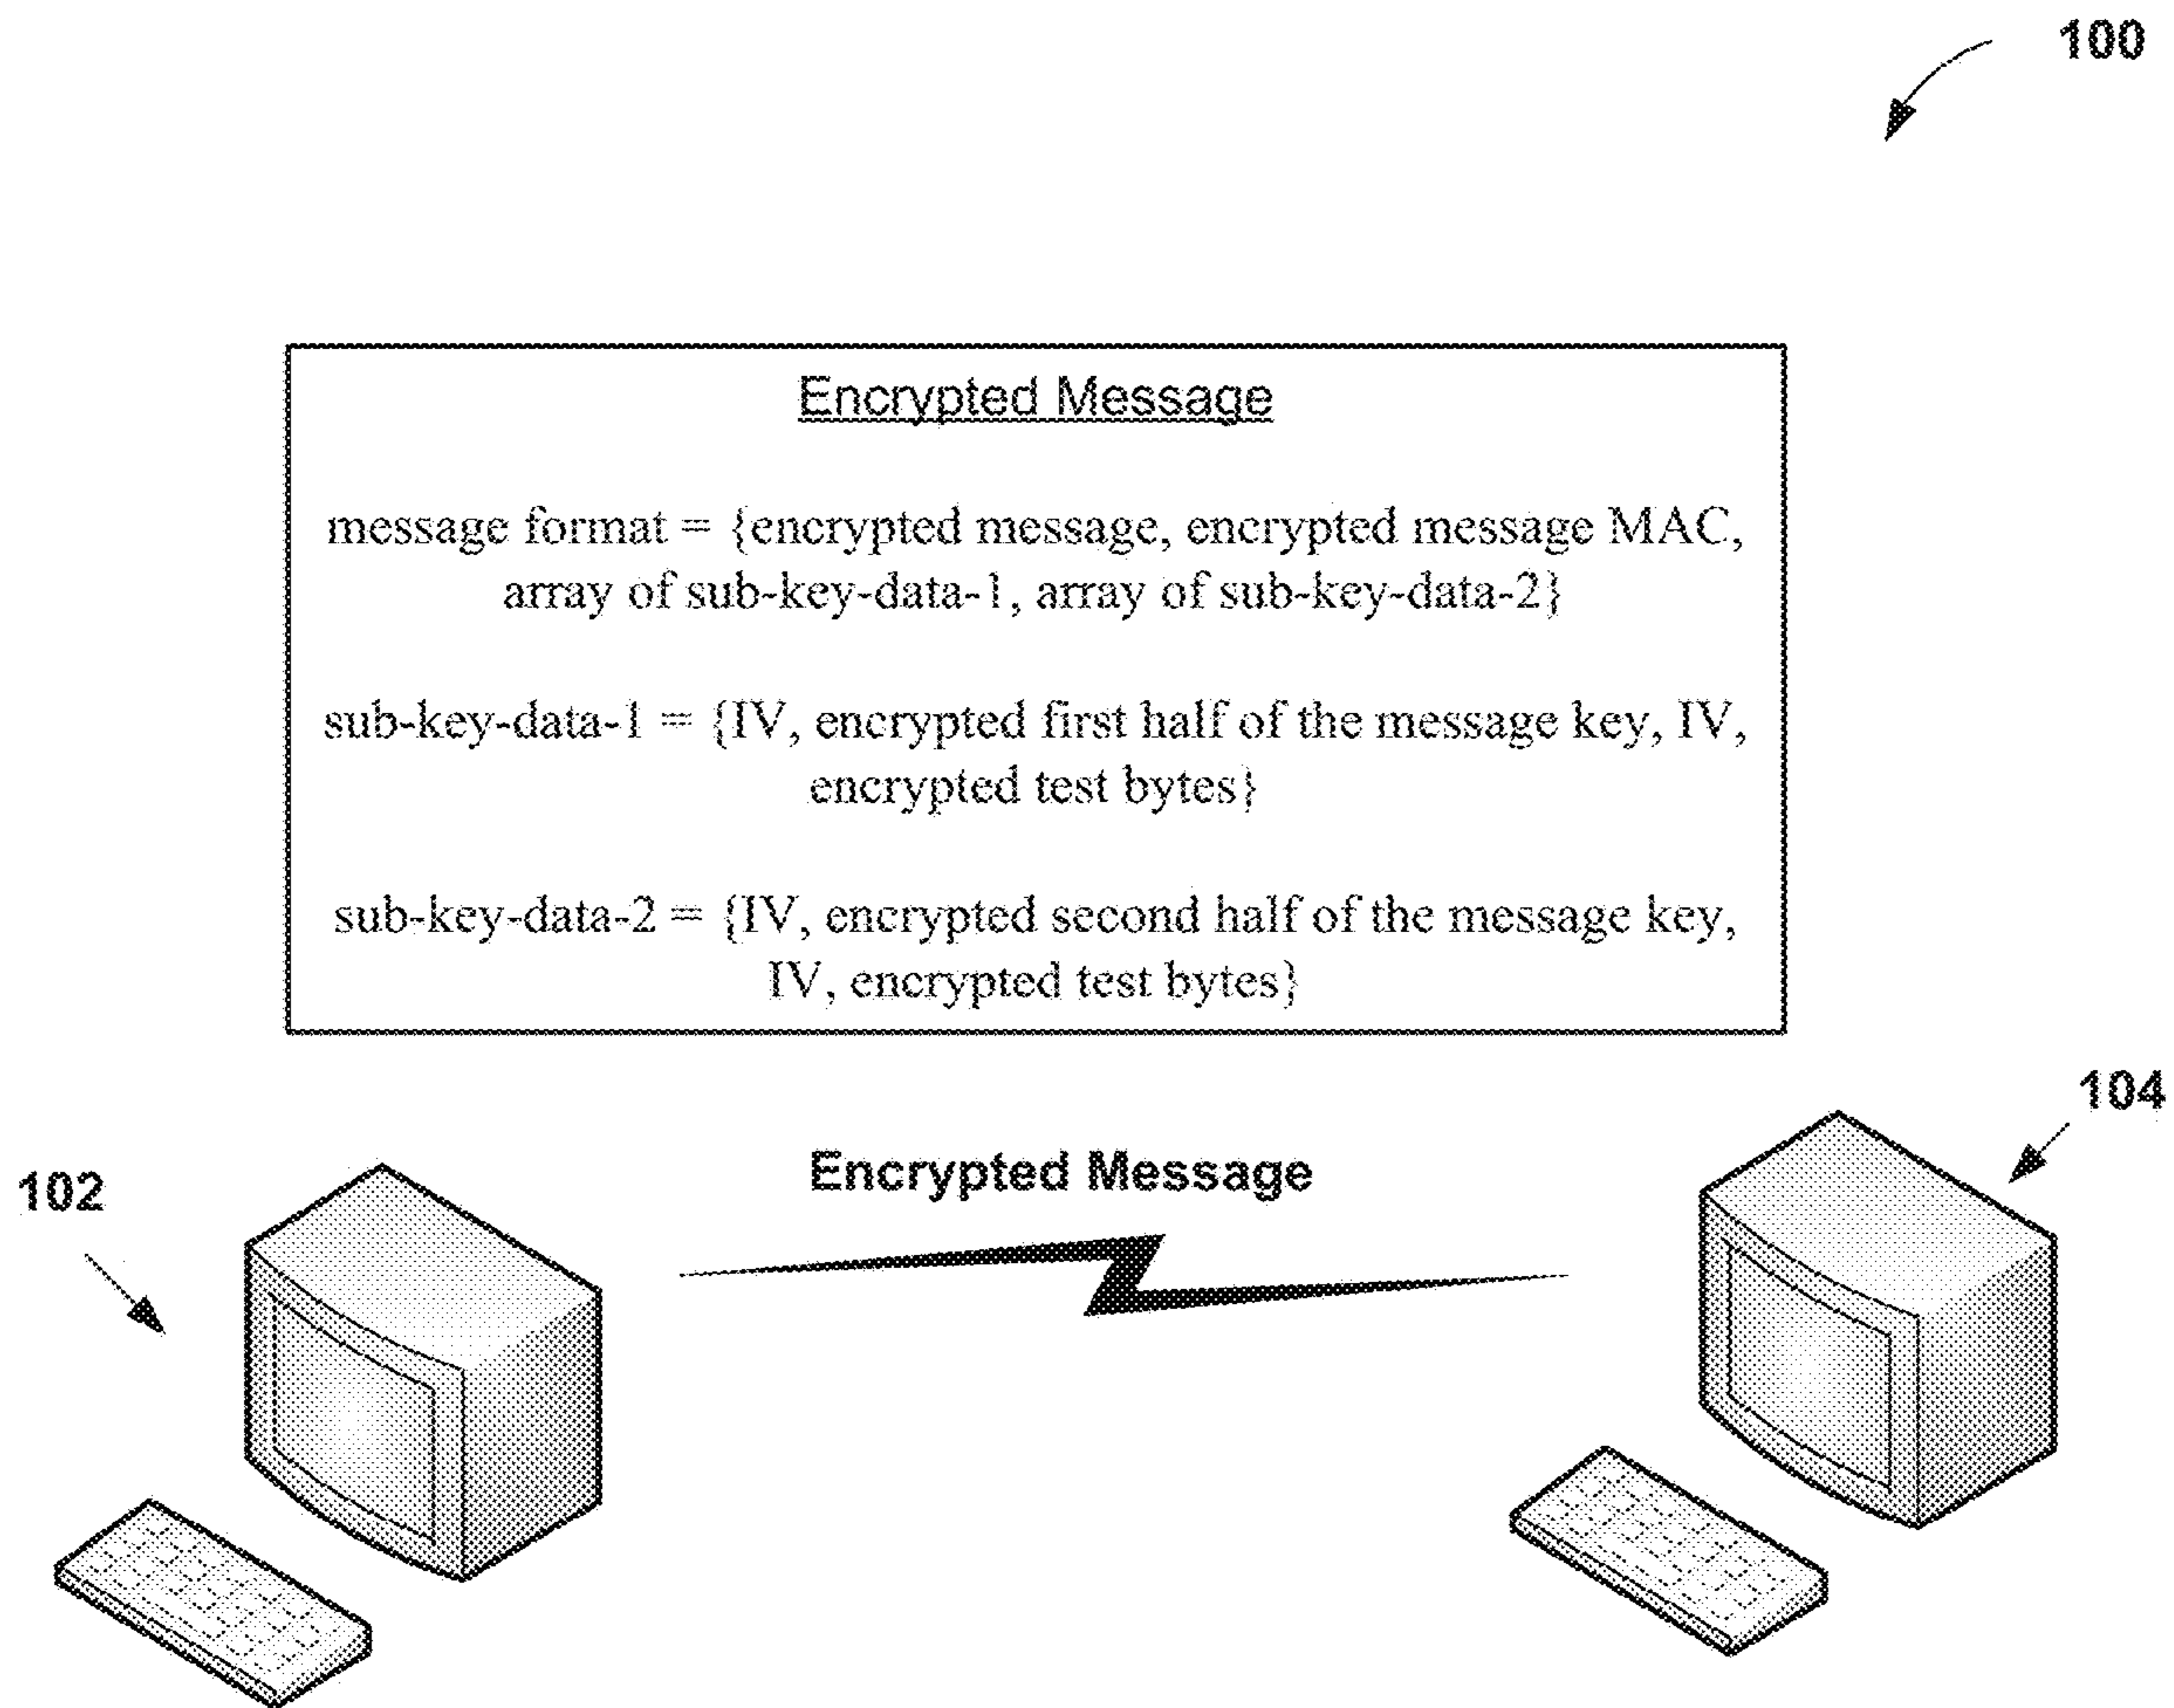 100
Encrypted Message
message format = {encrypted message, encrypted message MAC,
array of sub-key-data-1, array of sub-key-data-2}
sub-key-data-1 = {IV, encrypted first half of the message key, IV,
encrypted test bytes}
sub-key-data-2 = {IV, encrypted second half of the message key,
IV, encrypted test bytes}
104
Encrypted Message
102